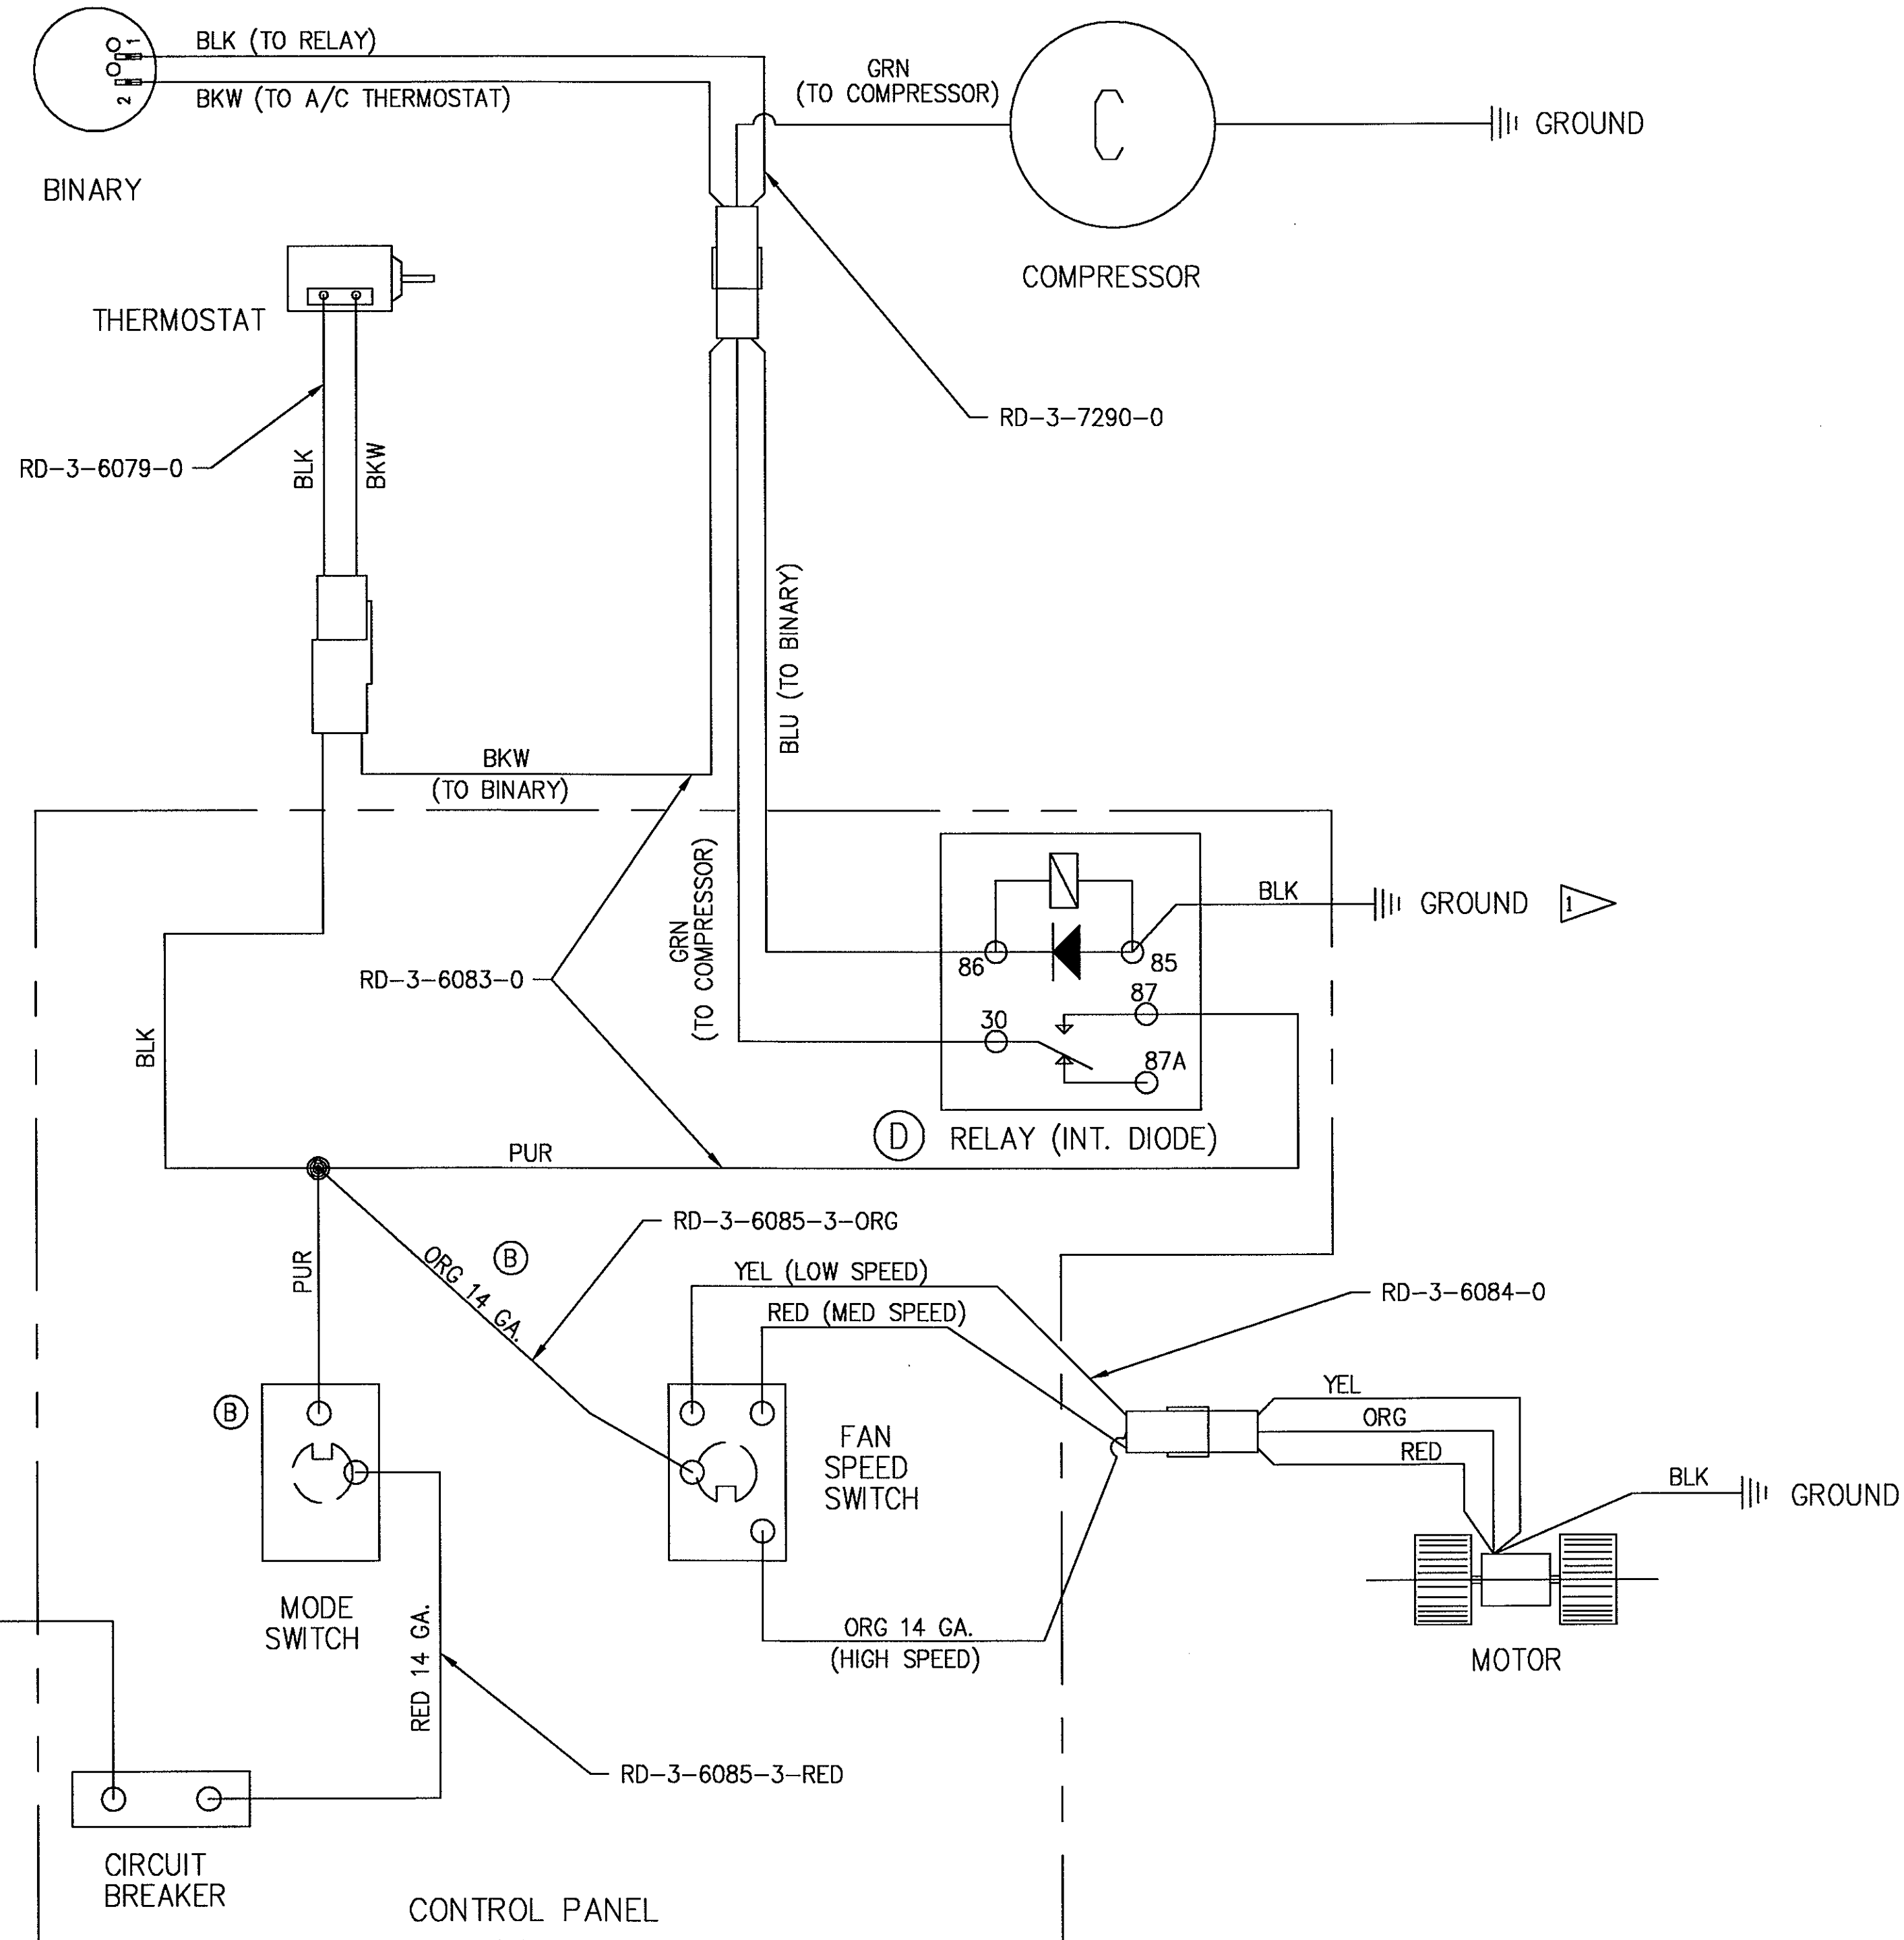 1
BLK (TO RELAY)
2
BKW (TO A/C THERMOSTAT)
BINARY
GRN
(TO COMPRESSOR)
C
GROUND
COMPRESSOR
THERMOSTAT
RD-3-7290-0
RD-3-6079-0
BLK
BKW
BLU (TO BINARY)
BKW
(TO BINARY)
GRN
(TO COMPRESSOR)
BLK
GROUND
1
86
85
87
30
87A
RD-3-6083-0
BLK
D
RELAY (INT. DIODE)
PUR
RD-3-6085-3-ORG
PUR
ORG 14 GA.
B
YEL (LOW SPEED)
RED (MED SPEED)
RD-3-6084-0
B
FAN
SPEED
SWITCH
YEL
ORG
RED
BLK
GROUND
MODE
SWITCH
RED 14 GA.
ORG 14 GA.
(HIGH SPEED)
MOTOR
RD-3-6085-3-RED
CIRCUIT
BREAKER
CONTROL PANEL